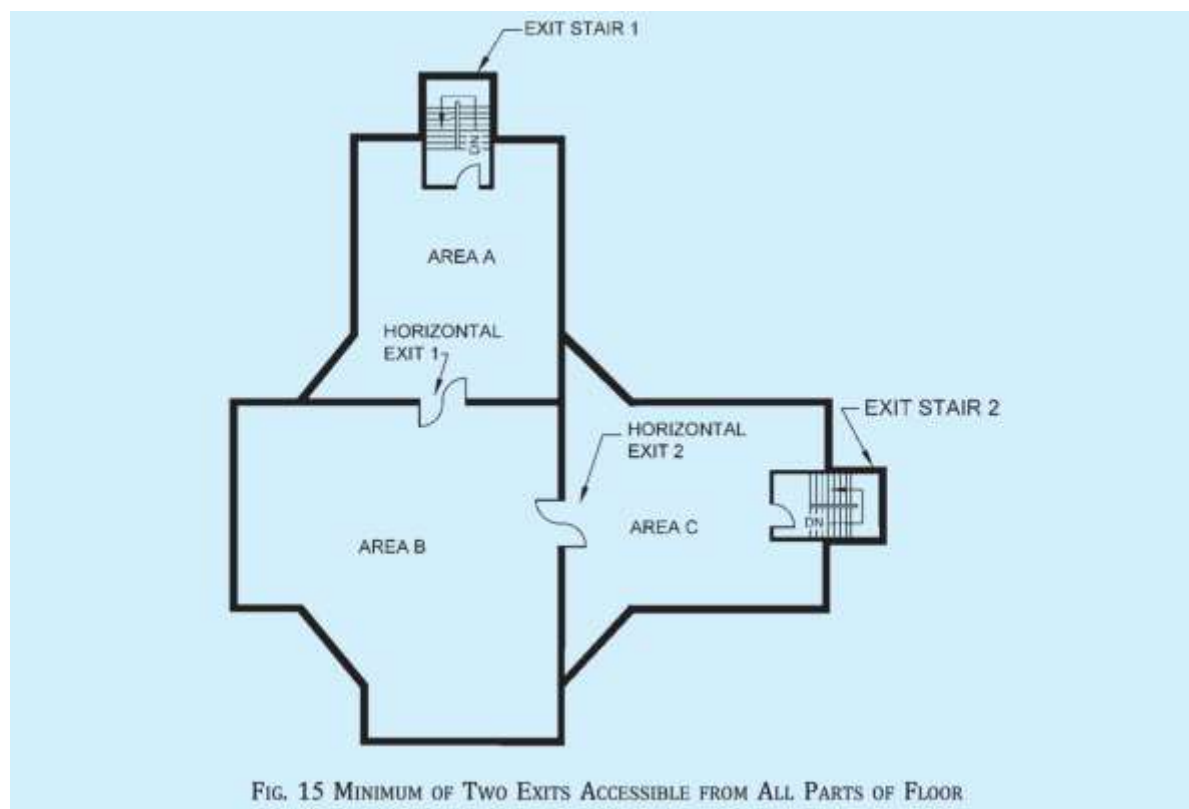 EXIT STAIR 1
DN
AREA A
HORIZONTAL
EXIT 1
EXIT STAIR 2
HORIZONTAL
EXIT 2
DN
AREA C
AREA B
FIG. 15 MINIMUM OF TWO EXITS ACCESSIBLE FROM ALL PARTS OF FLOOR